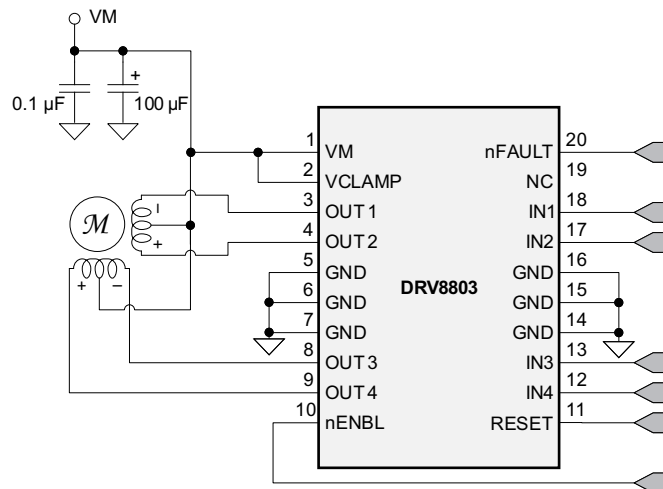 VM
+
0.1 µF
100 µF
1
VM
nFAULT
20
2
VCLAMP
NC
19
3
OUT1
IN1
18
4
OUT2
IN2
17
5
GND
GND
16
6
GND
DRV8803
GND
15
7
GND
GND
14
8
OUT3
IN3
13
9
OUT4
IN4
12
10
nENBL
RESET
11
M
−
+
+
−